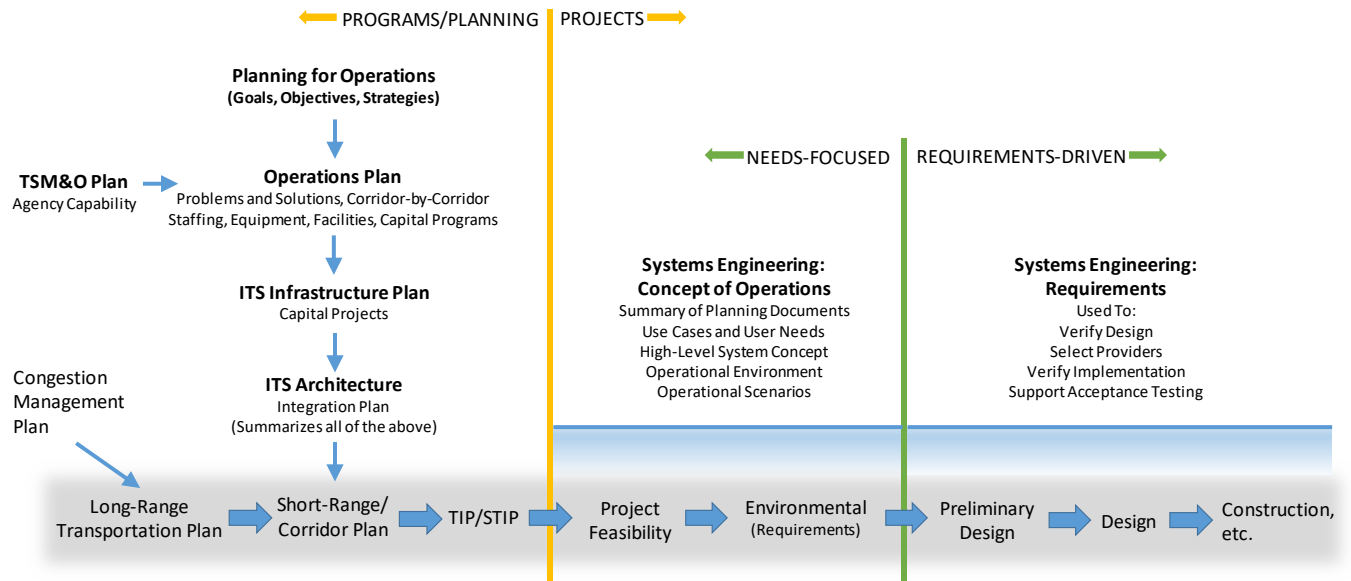 PROGRAMS/PLANNING
PROJECTS
Planning for Operations
(Goals, Objectives, Strategies)
NEEDS-FOCUSED
REQUIREMENTS-DRIVEN
TSM&O Plan
Agency Capability
Operations Plan
Problems and Solutions, Corridor-by-Corridor
Staffing, Equipment, Facilities, Capital Programs
ITS Infrastructure Plan
Capital Projects
ITS Architecture
Integration Plan
(Summarizes all of the above)
Congestion
Management
Plan
Systems Engineering:
Concept of Operations
Summary of Planning Documents
Use Cases and User Needs
High-Level System Concept
Operational Environment
Operational Scenarios
Systems Engineering:
Requirements
Used To:
Verify Design
Select Providers
Verify Implementation
Support Acceptance Testing
Long-Range
Transportation Plan
Short-Range/
Corridor Plan
TIP/STIP
Project
Feasibility
Environmental
(Requirements)
Preliminary
Design
Design
Construction,
etc.